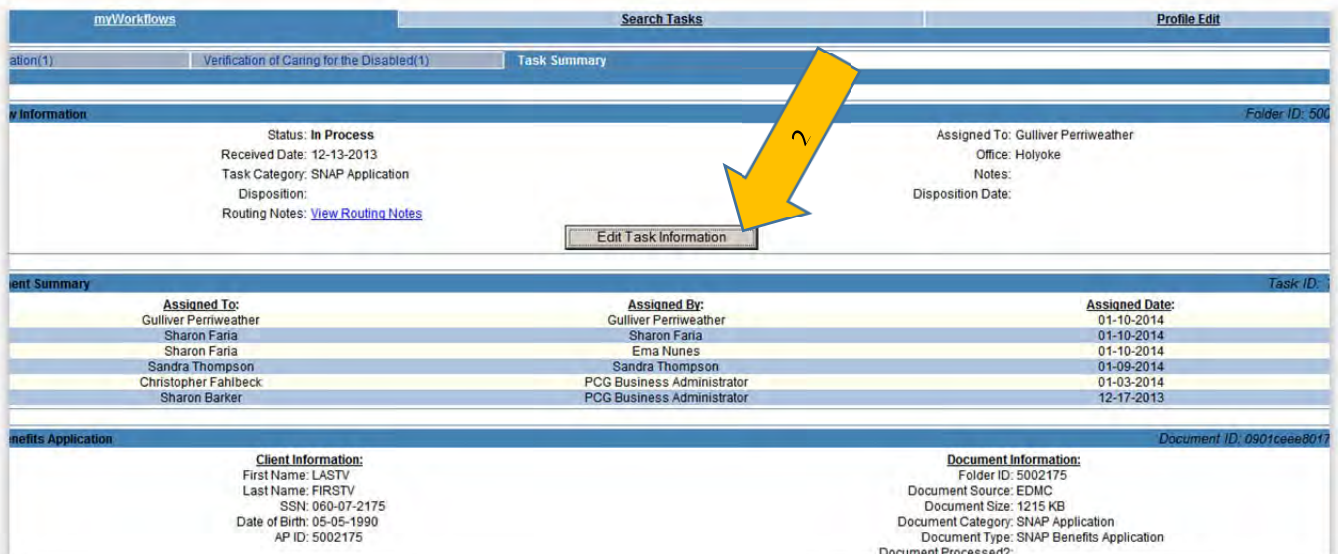 myWorkflows Search Tasks Profile Edit
ation(1) Verification of Caring for the Disabled(1) Task Summary
w Information Folder ID: 500
Status: In Process Assigned To: Gulliver Perriweather
Received Date: 12-13-2013 Office: Holyoke
Task Category: SNAP Application Notes:
Disposition: Disposition Date:
Routing Notes: View Routing Notes
2
Edit Task Information
ent Summary Task ID:
Assigned To: Assigned By: Assigned Date:
Gulliver Perriweather Gulliver Perriweather 01-10-2014
Sharon Faria Sharon Faria 01-10-2014
Sharon Faria Ema Nunes 01-10-2014
Sandra Thompson Sandra Thompson 01-09-2014
Christopher Fahlbeck PCG Business Administrator 01-03-2014
Sharon Barker PCG Business Administrator 12-17-2013
nefits Application Document ID: 0901ceee8017
Client Information: Document Information:
First Name: LASTV Folder ID: 5002175
Last Name: FIRSTV Document Source: EDMC
SSN: 060-07-2175 Document Size: 1215 KB
Date of Birth: 05-05-1990 Document Category: SNAP Application
AP ID: 5002175 Document Type: SNAP Benefits Application
Document Processed?: